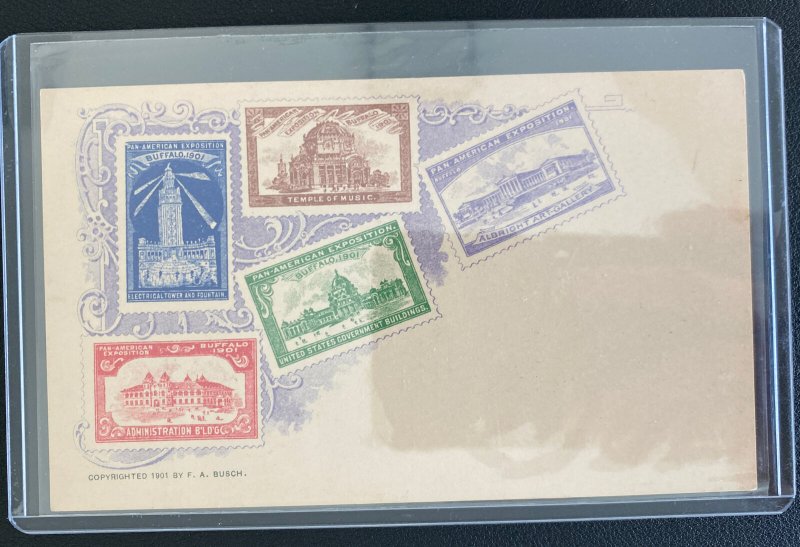 PAN-AMERICAN EXPOSITION
BUFFALO, 1901
ELECTRICAL TOWER AND FOUNTAIN.
PAN-AMERICAN
EXPOSITION
BUFFALO
1901
TEMPLE OF MUSIC.
PAN-AMERICAN EXPOSITION.
BUFFALO 1901
UNITED STATES GOVERNMENT BUILDINGS.
PAN-AMERICAN EXPOSITION.
BUFFALO
1901
ALBRIGHT ART-GALLERY
PAN-AMERICAN
EXPOSITION
BUFFALO
1901
ADMINISTRATION B'LD'G
COPYRIGHTED 1901 BY F. A. BUSCH.